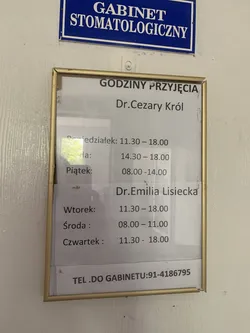 GABINET
STOMATOLOGICZNY
GODZINY PRZYJĘCIA
Dr.Cezary Król
Poniedziałek: 11.30 – 18.00
14.30 – 18.00
Piątek: 08.00 -14.00
Dr.Emilia Lisiecka
Wtorek: 11.30 – 18.00
Środa : 08.00 – 11.00
Czwartek : 11.30 - 18.00
TEL .DO GABINETU:91-4186795